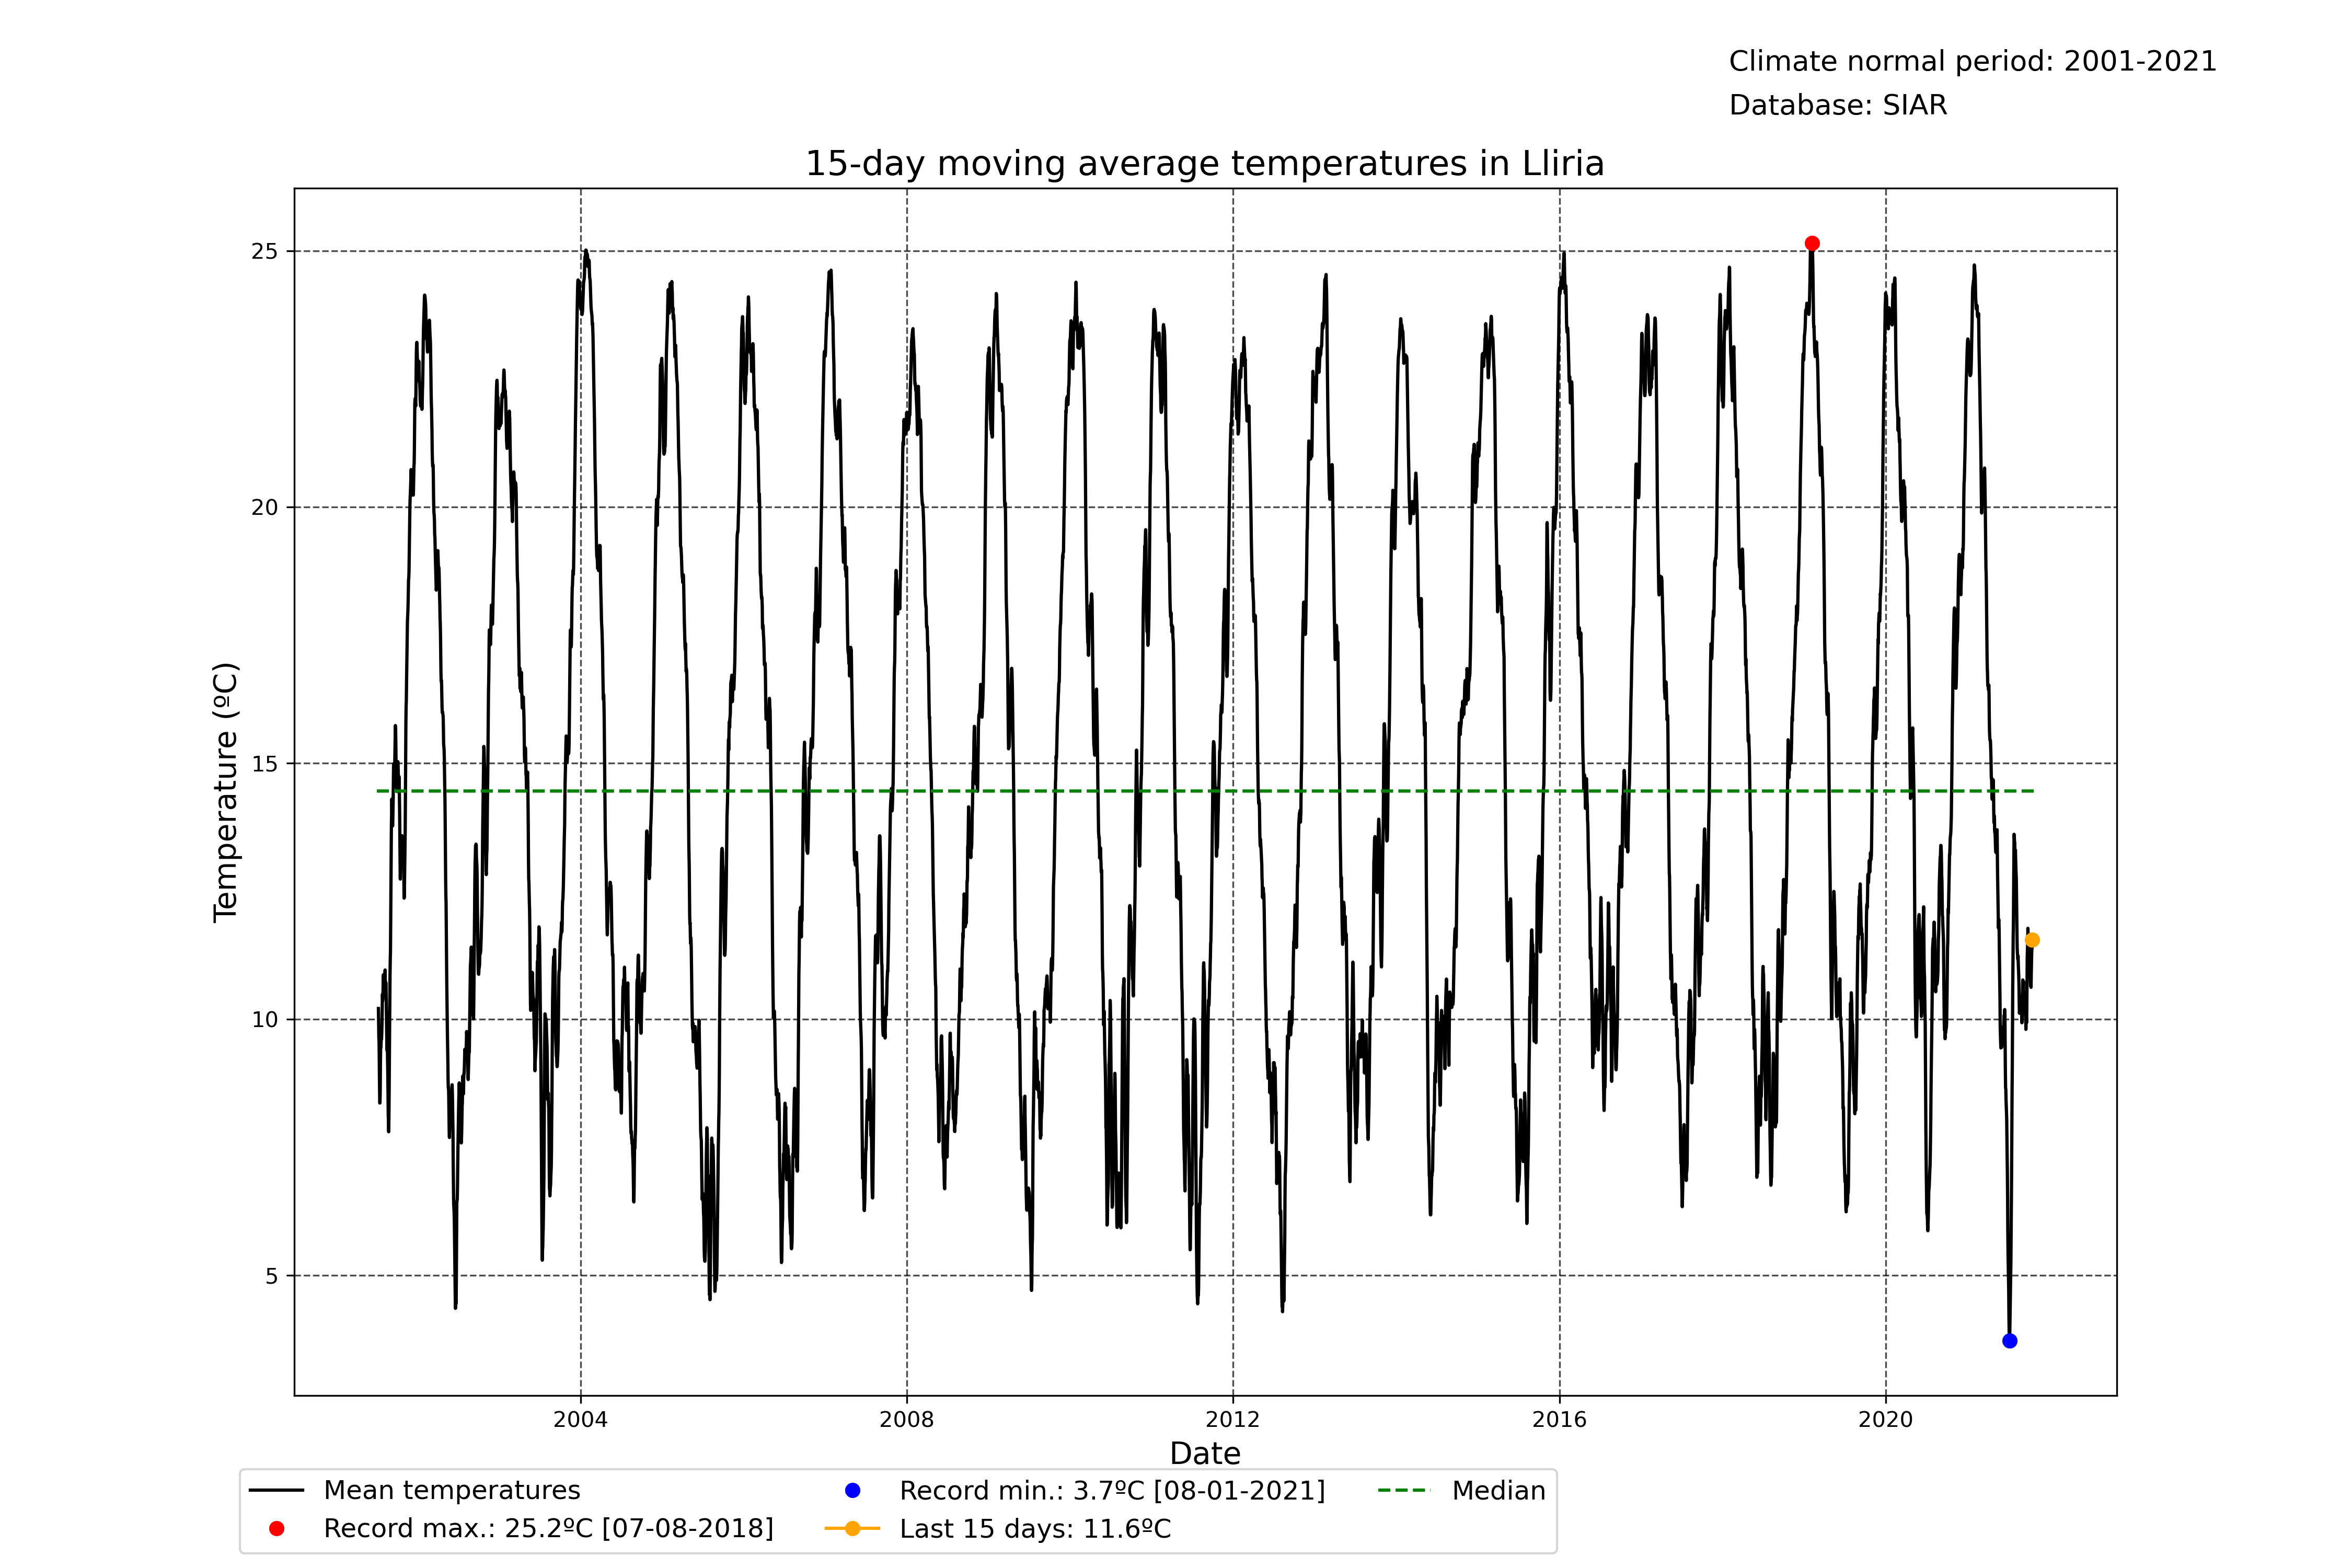 Climate normal period: 2001-2021
Database: SIAR
15-day moving average temperatures in Lliria
25
20
15
10
5
Temperature (ºC)
2004 2008 2012 2016 2020
Date
Mean temperatures
Record max.: 25.2ºC [07-08-2018]
Record min.: 3.7ºC [08-01-2021]
Last 15 days: 11.6ºC
Median